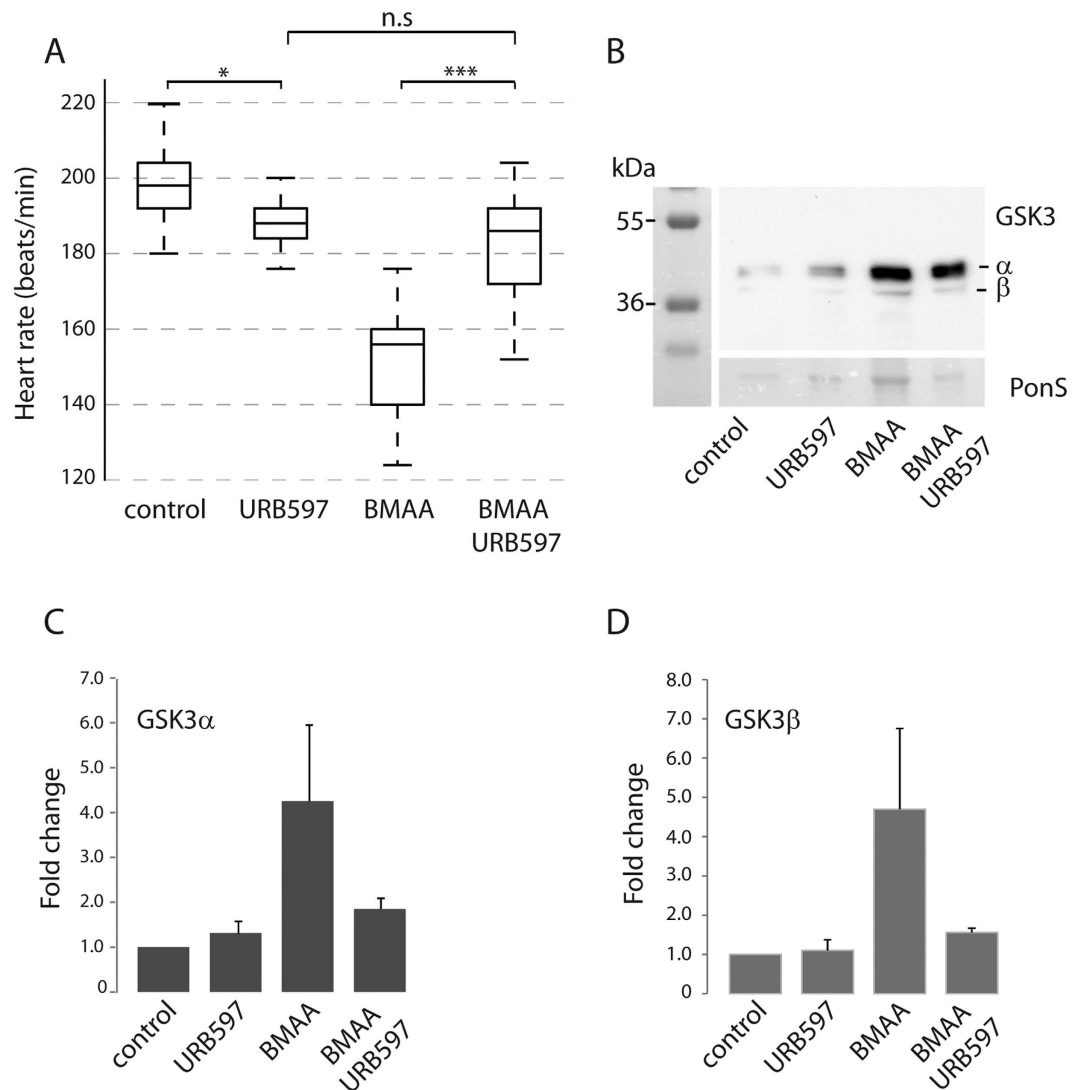 A
n.s
*
***
Heart rate (beats/min)
220
200
180
160
140
120
control
URB597
BMAA
BMAA
URB597
B
kDa
55
36
GSK3
α
β
PonS
control
URB597
BMAA
BMAA
URB597
C
GSK3α
Fold change
7.0
6.0
5.0
4.0
3.0
2.0
1.0
0
control
URB597
BMAA
BMAA
URB597
D
GSK3β
Fold change
8.0
7.0
6.0
5.0
4.0
3.0
2.0
1.0
0
control
URB597
BMAA
BMAA
URB597